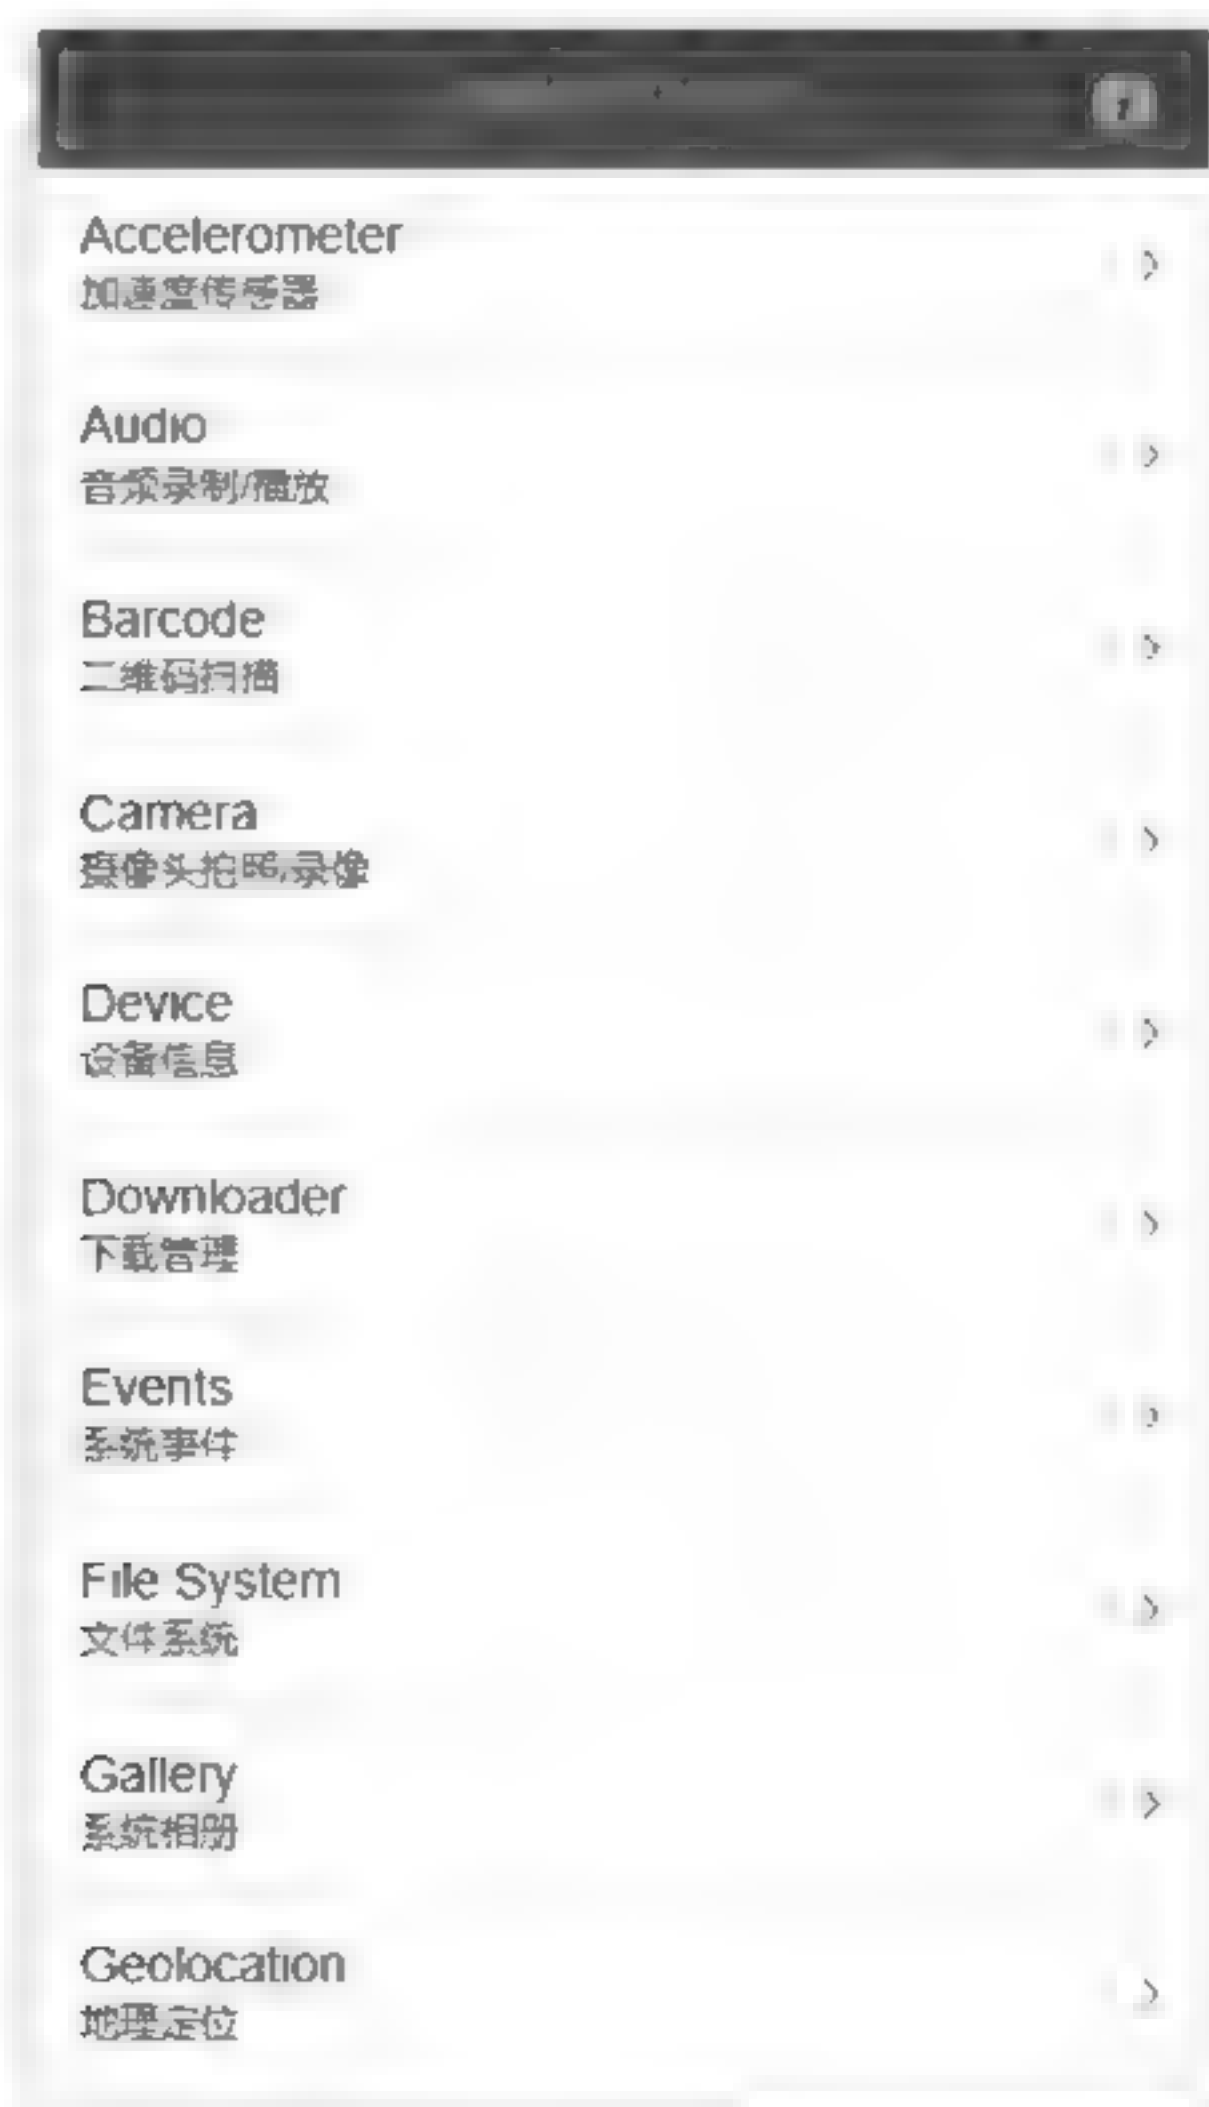 Accelerometer
加速度传感器
Audio
音频录制/播放
Barcode
二维码扫描
Camera
摄像头拍照,录像
Device
设备信息
Downloader
下载管理
Events
系统事件
File System
文件系统
Gallery
系统相册
Geolocation
地理定位